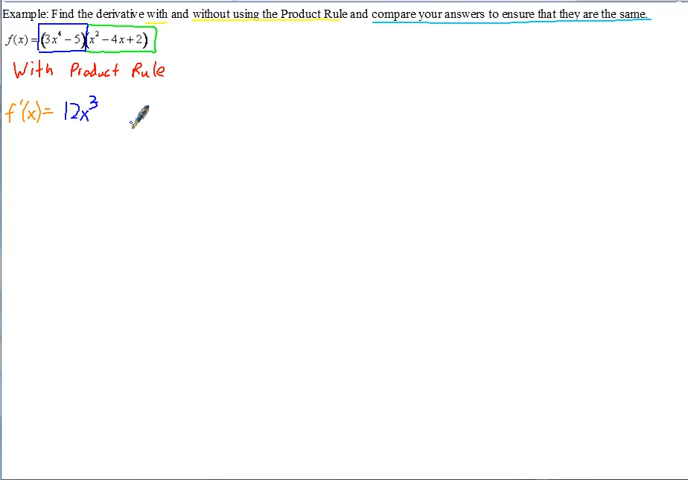 Example: Find the derivative with and without using the Product Rule and compare your answers to ensure that they are the same.
f(x) = (3x⁴ − 5)(x² − 4x + 2)
With Product Rule
f'(x) = 12x³